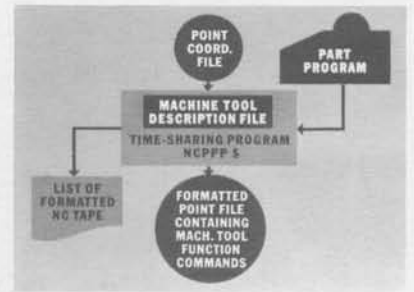 POINT
COORD.
FILE
PART
PROGRAM
MACHINE TOOL
DESCRIPTION FILE
TIME-SHARING PROGRAM
NCPPP $
LIST OF
FORMATTED
NC TAPE
FORMATTED
POINT FILE
CONTAINING
MACH. TOOL
FUNCTION
COMMANDS